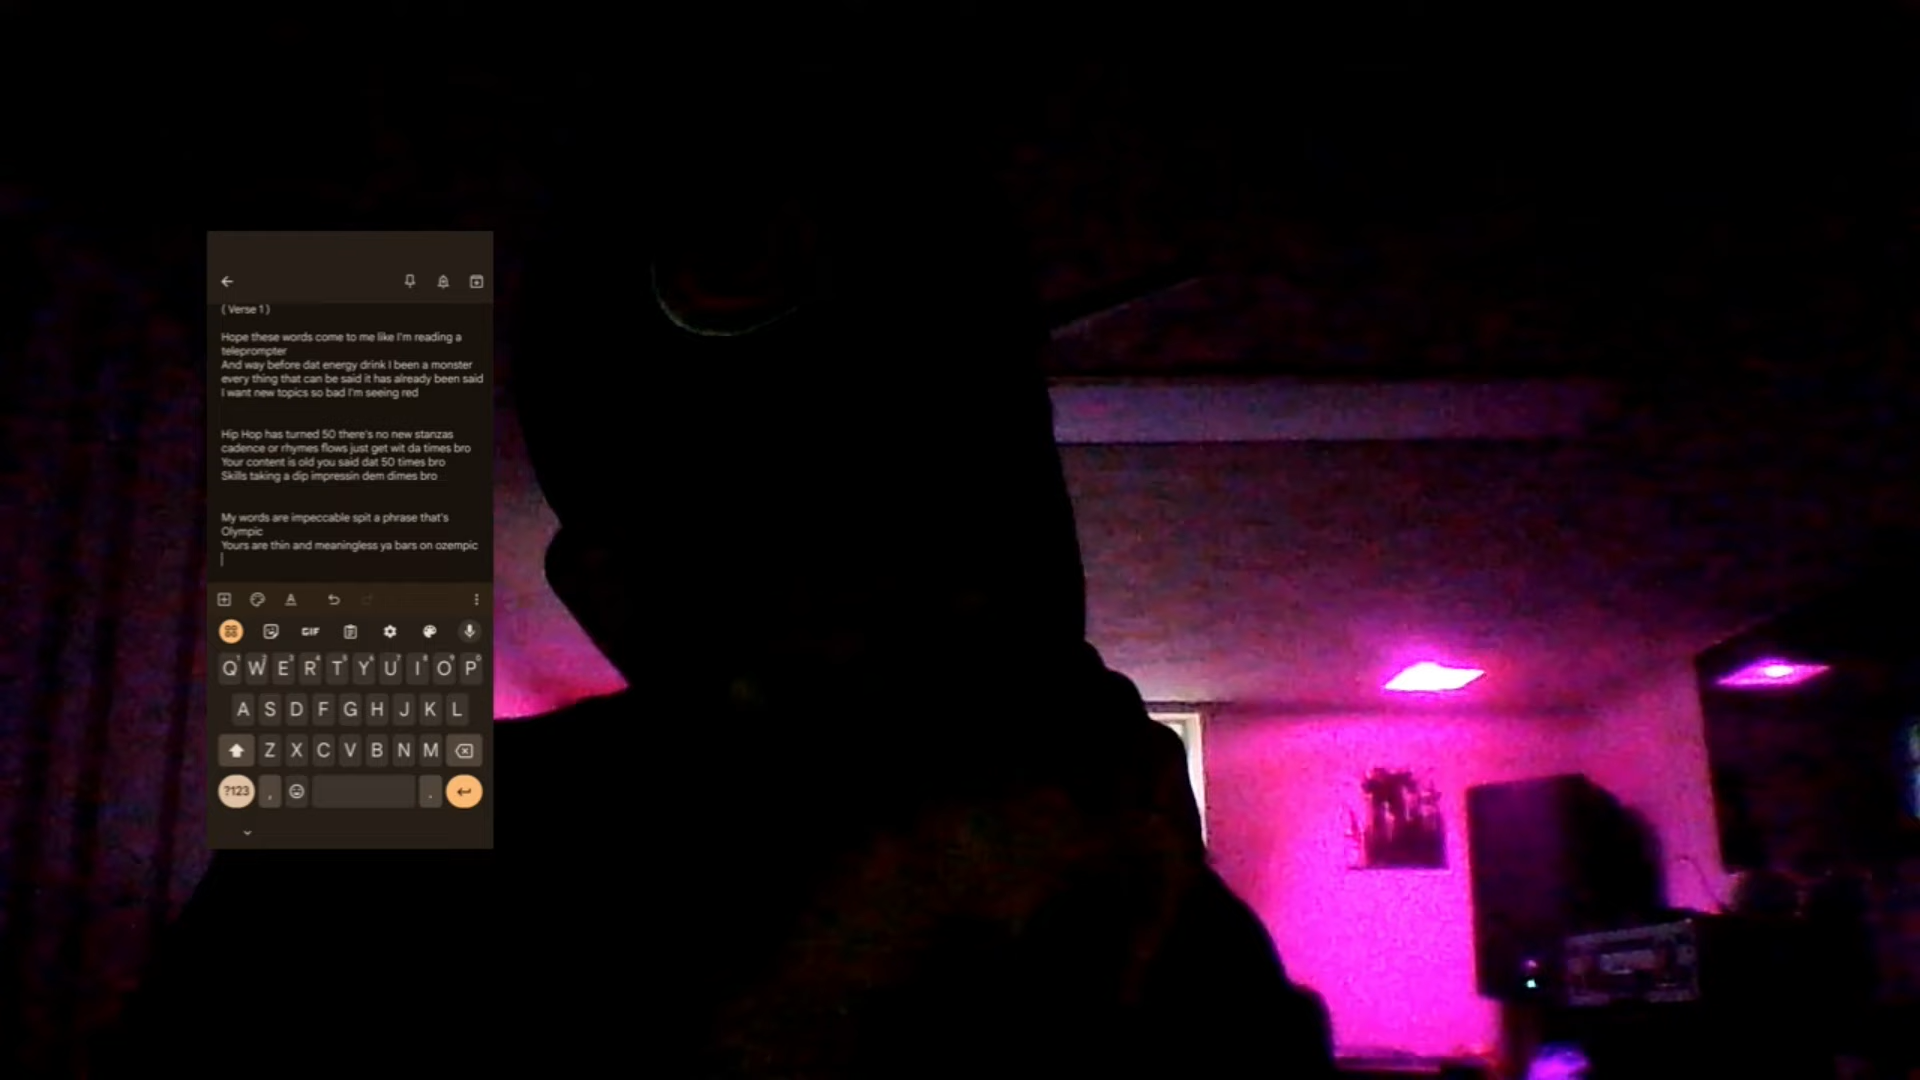 ( Verse 1 )
Hope these words come to me like I'm reading a
teleprompter
And way before dat energy drink I been a monster
every thing that can be said it has already been said
I want new topics so bad I'm seeing red
Hip Hop has turned 50 there's no new stanzas
cadence or rhymes flows just get wit da times bro
Your content is old you said dat 50 times bro
Skills taking a dip impressin dem dimes bro
My words are impeccable spit a phrase that's
Olympic
Yours are thin and meaningless ya bars on ozempic
GIF
Q W E R T Y U I O P
A S D F G H J K L
Z X C V B N M
?123 , .